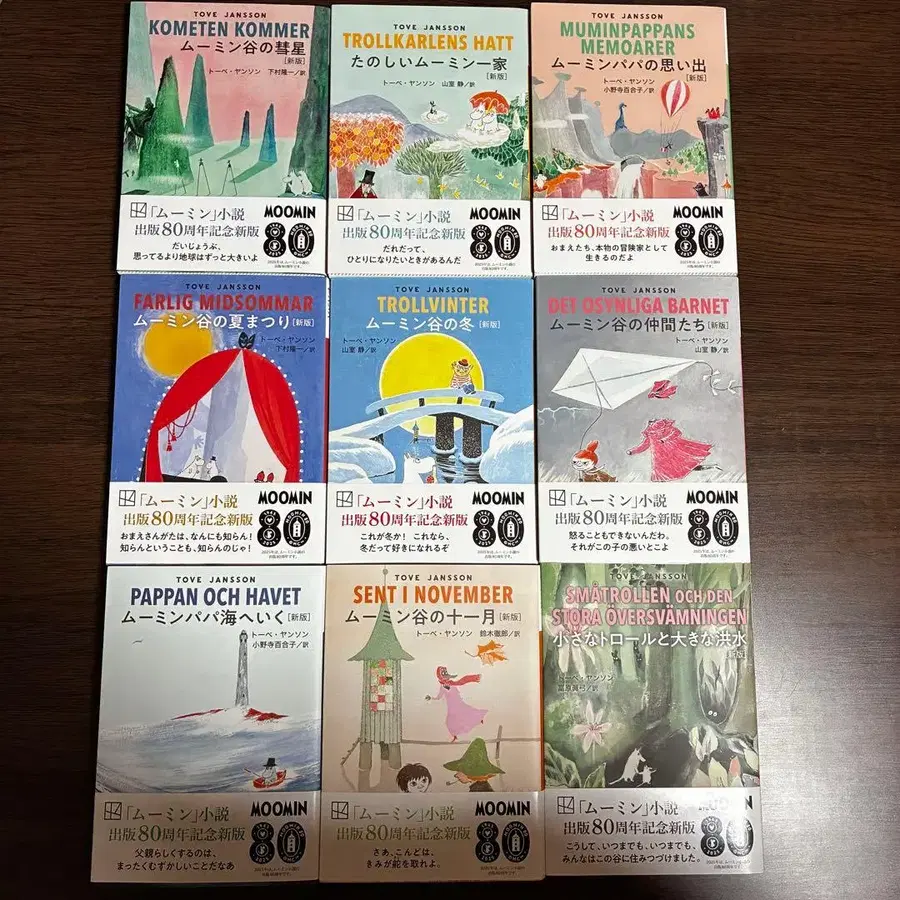 TOVE JANSSON
KOMETEN KOMMER
ムーミン谷の彗星
[新版]
トーベ・ヤンソン 下村隆一/訳
「ムーミン」小説
出版80周年記念新版
だいじょうぶ、
思ってるより地球はずっと大きいよ
MOOMIN
80
TOVE JANSSON
TROLLKARLENS HATT
たのしいムーミン一家
[新版]
トーベ・ヤンソン 山室 静/訳
「ムーミン」小説
出版80周年記念新版
だれだって、
ひとりになりたいときがあるんだ
MOOMIN
80
TOVE JANSSON
MUMINPAPPANS
MEMOARER
ムーミンパパの思い出
[新版]
トーベ・ヤンソン
小野寺百合子/訳
「ムーミン」小説
出版80周年記念新版
おまえたち、本物の冒険家として
生きるのだよ
MOOMIN
80
TOVE JANSSON
FARLIG MIDSOMMAR
ムーミン谷の夏まつり[新版]
トーベ・ヤンソン
下村隆一/訳
「ムーミン」小説
出版80周年記念新版
おまえさんがたは、なんにも知らん!
知らんということも、知らんのじゃ!
MOOMIN
80
TOVE JANSSON
TROLLVINTER
ムーミン谷の冬[新版]
トーベ・ヤンソン
山室 静/訳
「ムーミン」小説
出版80周年記念新版
これが冬か! これなら、
冬だって好きになれるぞ
MOOMIN
80
TOVE JANSSON
DET OSYNLIGA BARNET
ムーミン谷の仲間たち[新版]
トーベ・ヤンソン
山室 静/訳
「ムーミン」小説
出版80周年記念新版
怒ることもできないんだわ。
それがこの子の悪いとこよ
MOOMIN
80
TOVE JANSSON
PAPPAN OCH HAVET
ムーミンパパ海へいく[新版]
トーベ・ヤンソン
小野寺百合子/訳
「ムーミン」小説
出版80周年記念新版
父親らしくするのは、
まったくむずかしいことだなあ
MOOMIN
80
TOVE JANSSON
SENT I NOVEMBER
ムーミン谷の十一月[新版]
トーベ・ヤンソン 鈴木徹郎/訳
「ムーミン」小説
出版80周年記念新版
さあ、こんどは、
きみが舵を取れよ。
MOOMIN
80
TOVE JANSSON
SMÅTROLLEN OCH DEN
STORA ÖVERSVÄMNINGEN
小さなトロールと大きな洪水
[新版]
トーベ・ヤンソン
冨原眞弓/訳
「ムーミン」小説
出版80周年記念新版
こうして、いつまでも、いつまでも、
みんなはこの谷に住みつづけました。
MOOMIN
80